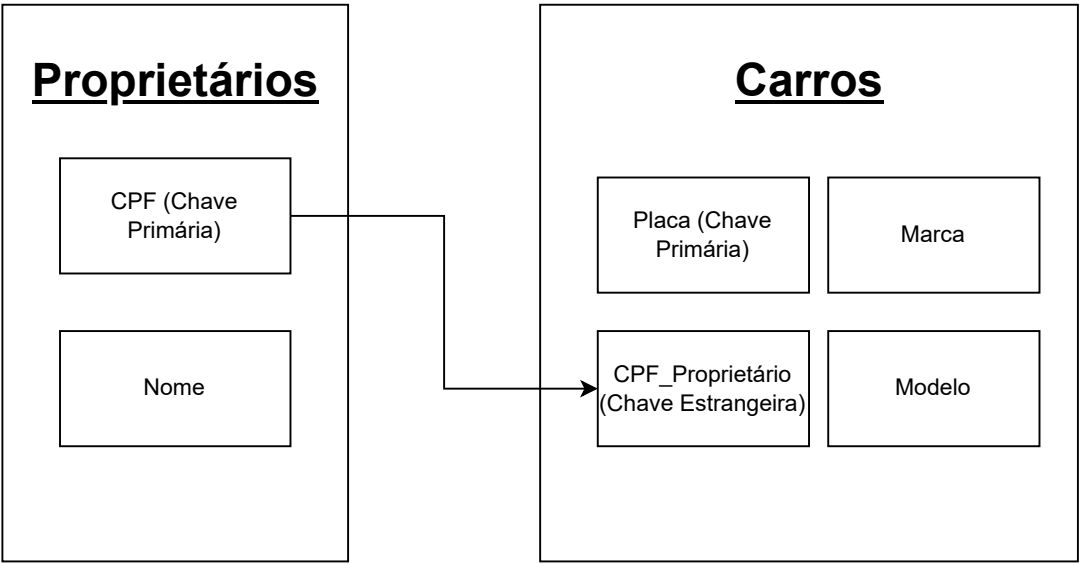 Proprietários
CPF (Chave
Primária)
Nome
Carros
Placa (Chave
Primária)
Marca
CPF_Proprietário
(Chave Estrangeira)
Modelo